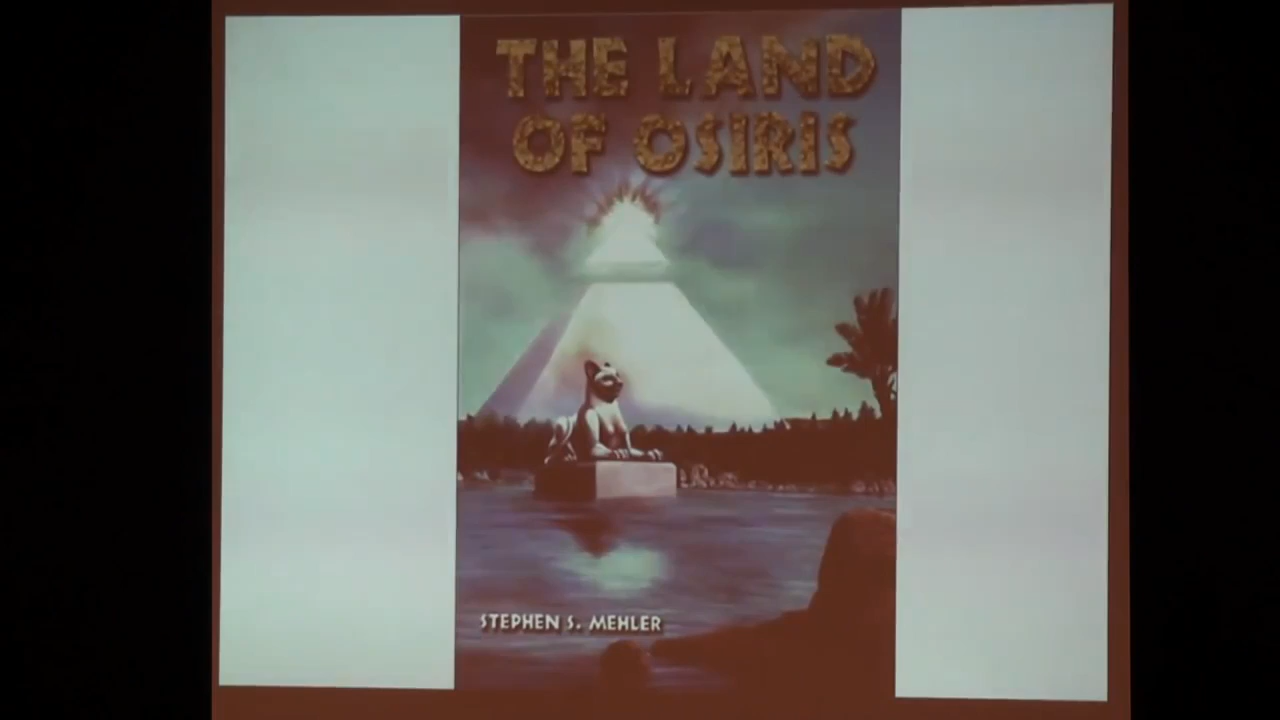 THE LAND
OF OSIRIS
STEPHEN S. MEHLER